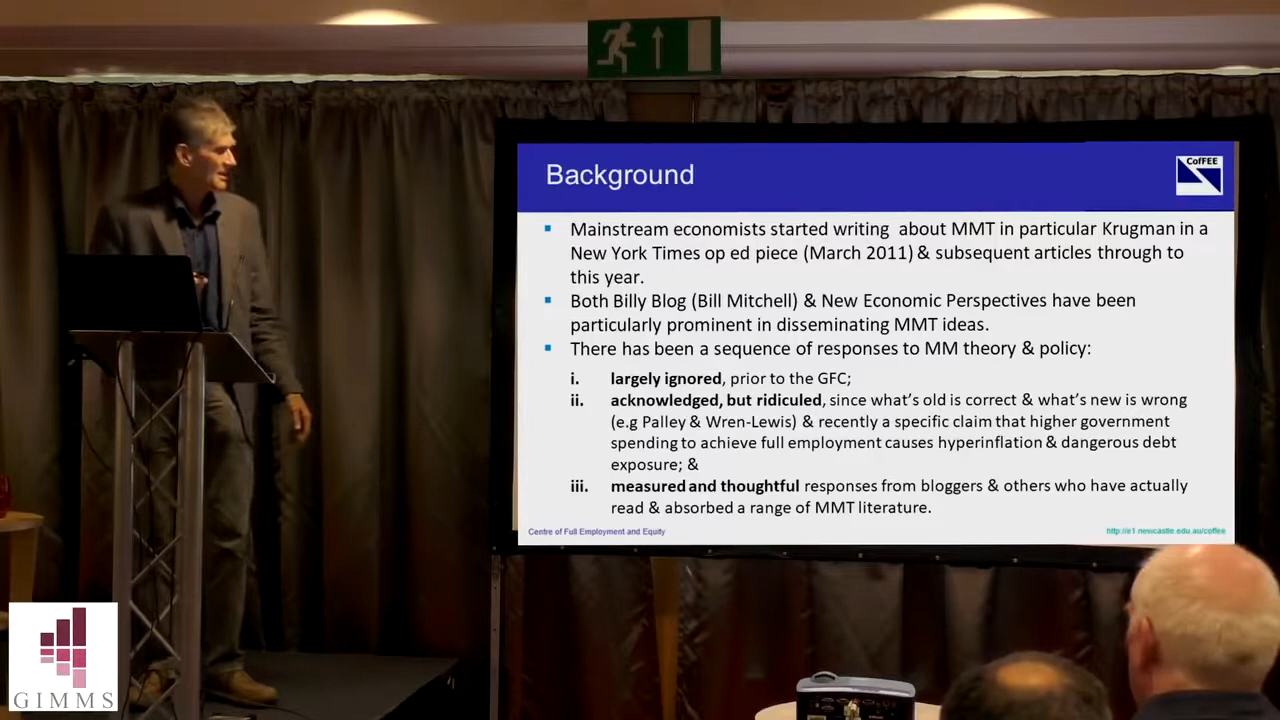 Background
CofFEE
▪ Mainstream economists started writing about MMT in particular Krugman in a
New York Times op ed piece (March 2011) & subsequent articles through to
this year.
▪ Both Billy Blog (Bill Mitchell) & New Economic Perspectives have been
particularly prominent in disseminating MMT ideas.
▪ There has been a sequence of responses to MM theory & policy:
i. largely ignored, prior to the GFC;
ii. acknowledged, but ridiculed, since what's old is correct & what's new is wrong
(e.g Palley & Wren-Lewis) & recently a specific claim that higher government
spending to achieve full employment causes hyperinflation & dangerous debt
exposure; &
iii. measured and thoughtful responses from bloggers & others who have actually
read & absorbed a range of MMT literature.
Centre of Full Employment and Equity
http://e1.newcastle.edu.au/coffee
GIMMS